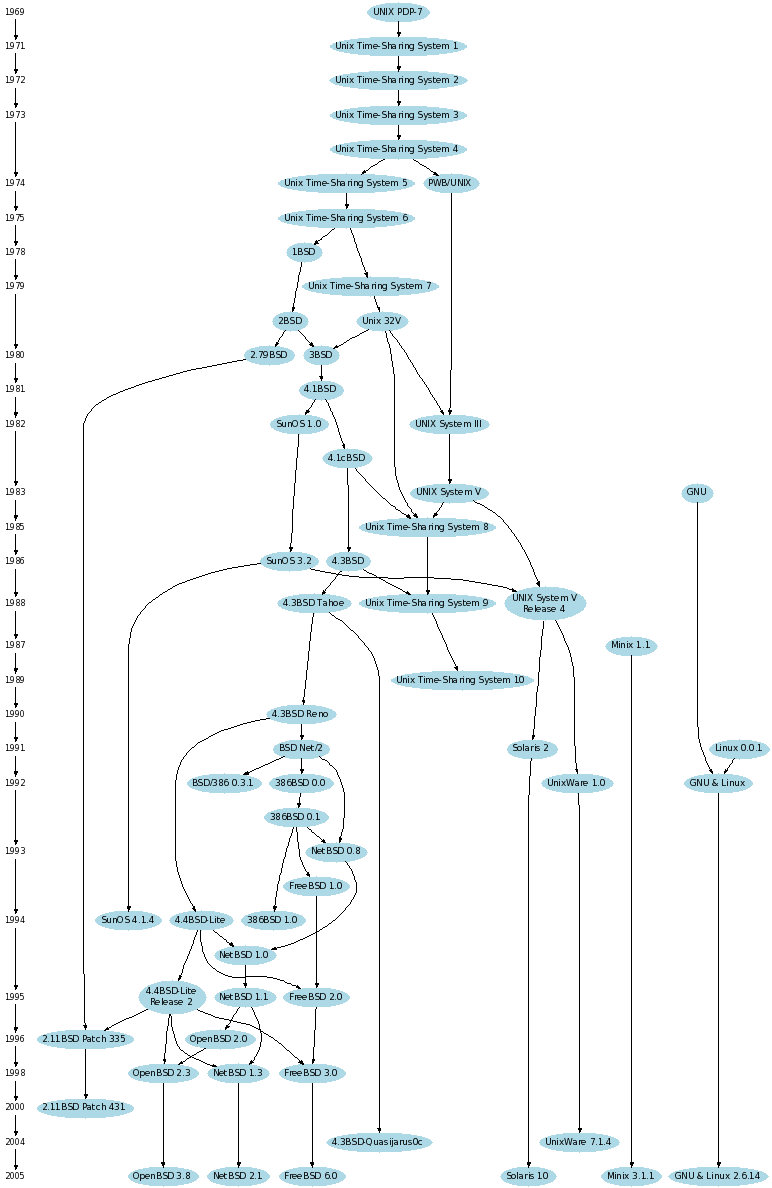 1969 UNIX PDP-7
1971 Unix Time-Sharing System 1
1972 Unix Time-Sharing System 2
1973 Unix Time-Sharing System 3
Unix Time-Sharing System 4
1974 Unix Time-Sharing System 5 PWB/UNIX
1975 Unix Time-Sharing System 6
1978 1BSD
1979 Unix Time-Sharing System 7
2BSD Unix 32V
1980 2.79BSD 3BSD
1981 4.1BSD
1982 SunOS 1.0 UNIX System III
4.1cBSD
1983 UNIX System V GNU
1985 Unix Time-Sharing System 8
1986 SunOS 3.2 4.3BSD
1988 4.3BSD Tahoe Unix Time-Sharing System 9 UNIX System V
Release 4
1987 Minix 1.1
1989 Unix Time-Sharing System 10
1990 4.3BSD Reno
1991 BSD Net/2 Solaris 2 Linux 0.0.1
1992 BSD/386 0.3.1 386BSD 0.0 UnixWare 1.0 GNU & Linux
386BSD 0.1
1993 NetBSD 0.8
FreeBSD 1.0
1994 SunOS 4.1.4 4.4BSD-Lite 386BSD 1.0
NetBSD 1.0
1995 4.4BSD-Lite
Release 2 NetBSD 1.1 FreeBSD 2.0
1996 2.11BSD Patch 335 OpenBSD 2.0
1998 OpenBSD 2.3 NetBSD 1.3 FreeBSD 3.0
2000 2.11BSD Patch 431
2004 4.3BSD-Quasijarus0c UnixWare 7.1.4
2005 OpenBSD 3.8 NetBSD 2.1 FreeBSD 6.0 Solaris 10 Minix 3.1.1 GNU & Linux 2.6.14